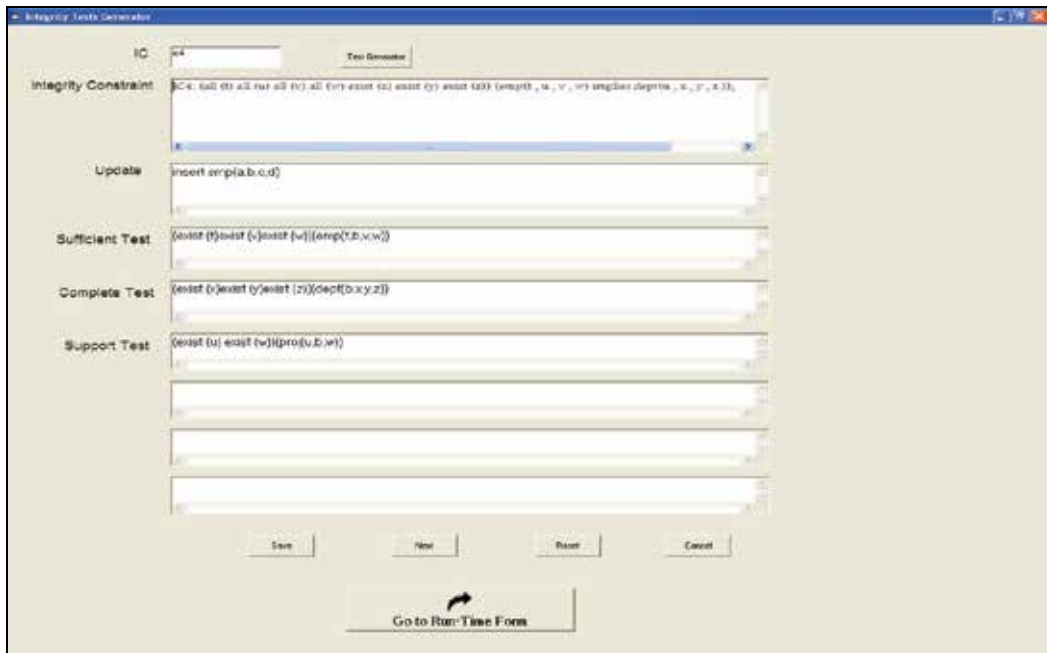 Integrity Tests Generator
IC ic4
Test Generator
Integrity Constraint IC4: (all (t) all (u) all (v) all (w) exist (x) exist (y) exist (z)) (emp(t , u , v , w) implies dept(u , x , y , z ));
Update insert emp(a,b,c,d)
Sufficient Test (exist (t)exist (v)exist (w))(emp(t,b,v,w))
Complete Test (exist (x)exist (y)exist (z))(dept(b,x,y,z))
Support Test (exist (u) exist (w))(proj(u,b,w))
Save New Reset Cancel
Go to Run-Time Form